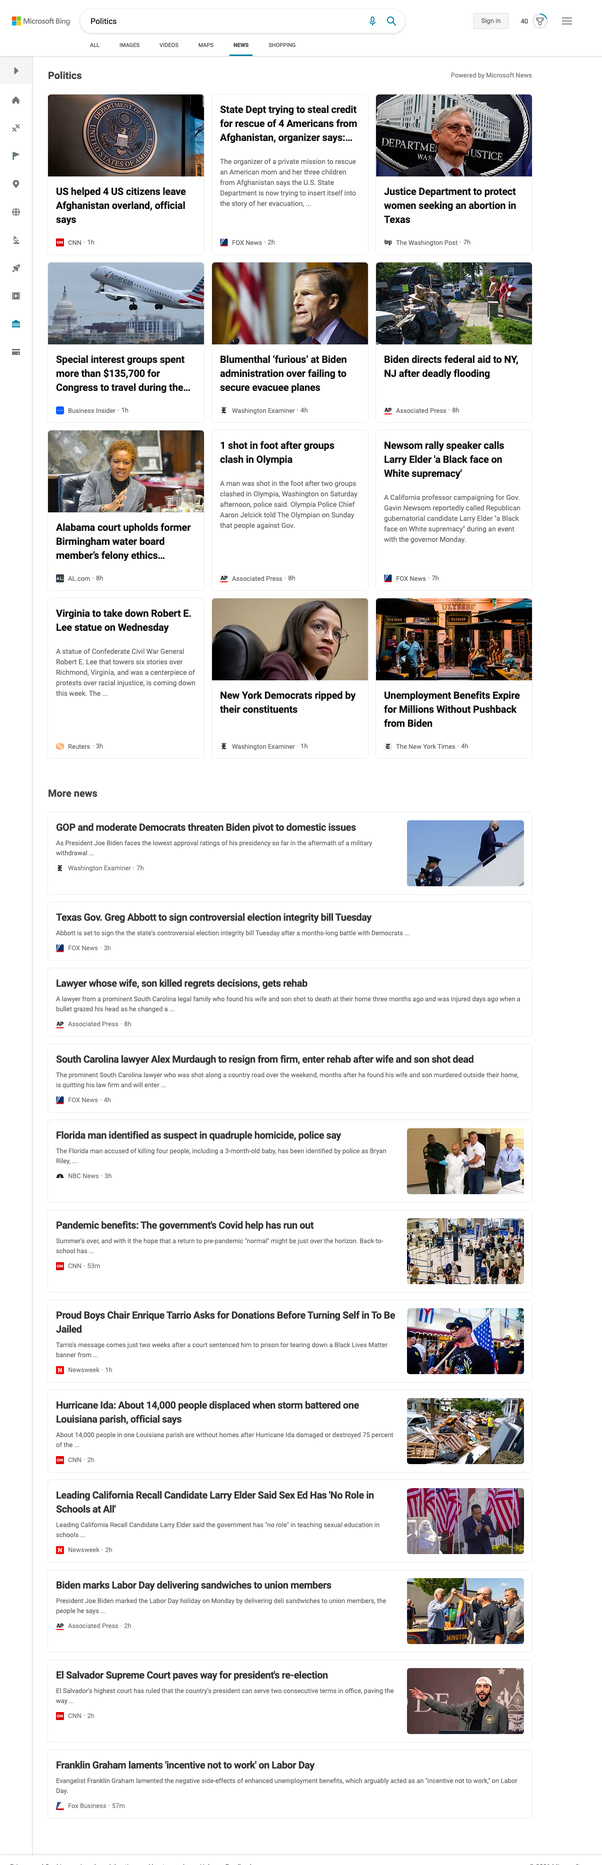 Microsoft Bing
Politics
Sign in
40
ALL
IMAGES
VIDEOS
MAPS
NEWS
SHOPPING
Politics
Powered by Microsoft News
US helped 4 US citizens leave
Afghanistan overland, official
says
CNN · 1h
State Dept trying to steal credit
for rescue of 4 Americans from
Afghanistan, organizer says:...
The organizer of a private mission to rescue
an American mom and her three children
from Afghanistan says the U.S. State
Department is now trying to insert itself into
the story of her evacuation, ...
FOX News · 2h
Justice Department to protect
women seeking an abortion in
Texas
The Washington Post · 7h
Special interest groups spent
more than $135,700 for
Congress to travel during the...
Business Insider · 1h
Blumenthal 'furious' at Biden
administration over failing to
secure evacuee planes
Washington Examiner · 4h
Biden directs federal aid to NY,
NJ after deadly flooding
AP Associated Press · 8h
Alabama court upholds former
Birmingham water board
member's felony ethics...
AL.com · 8h
1 shot in foot after groups
clash in Olympia
A man was shot in the foot after two groups
clashed in Olympia, Washington on Saturday
afternoon, police said. Olympia Police Chief
Aaron Jelcick told The Olympian on Sunday
that people against Gov.
AP Associated Press · 8h
Newsom rally speaker calls
Larry Elder 'a Black face on
White supremacy'
A California professor campaigning for Gov.
Gavin Newsom reportedly called Republican
gubernatorial candidate Larry Elder "a Black
face on White supremacy" during an event
with the governor Monday.
FOX News · 7h
Virginia to take down Robert E.
Lee statue on Wednesday
A statue of Confederate Civil War General
Robert E. Lee that towers six stories over
Richmond, Virginia, and was a centerpiece of
protests over racial injustice, is coming down
this week. The ...
Reuters · 3h
New York Democrats ripped by
their constituents
Washington Examiner · 1h
Unemployment Benefits Expire
for Millions Without Pushback
from Biden
The New York Times · 4h
More news
GOP and moderate Democrats threaten Biden pivot to domestic issues
As President Joe Biden faces the lowest approval ratings of his presidency so far in the aftermath of a military
withdrawal ...
Washington Examiner · 7h
Texas Gov. Greg Abbott to sign controversial election integrity bill Tuesday
Abbott is set to sign the the state's controversial election integrity bill Tuesday after a months-long battle with Democrats ...
FOX News · 3h
Lawyer whose wife, son killed regrets decisions, gets rehab
A lawyer from a prominent South Carolina legal family who found his wife and son shot to death at their home three months ago and was injured days ago when a
bullet grazed his head as he changed a ...
AP Associated Press · 8h
South Carolina lawyer Alex Murdaugh to resign from firm, enter rehab after wife and son shot dead
The prominent South Carolina lawyer who was shot along a country road over the weekend, months after he found his wife and son murdered outside their home,
is quitting his law firm and will enter ...
FOX News · 4h
Florida man identified as suspect in quadruple homicide, police say
The Florida man accused of killing four people, including a 3-month-old baby, has been identified by police as Bryan
Riley, ...
NBC News · 3h
Pandemic benefits: The government's Covid help has run out
Summer's over, and with it the hope that a return to pre-pandemic "normal" might be just over the horizon. Back-to-
school has ...
CNN · 53m
Proud Boys Chair Enrique Tarrio Asks for Donations Before Turning Self in To Be
Jailed
Tarrio's message comes just two weeks after a court sentenced him to prison for tearing down a Black Lives Matter
banner from ...
N Newsweek · 1h
Hurricane Ida: About 14,000 people displaced when storm battered one
Louisiana parish, official says
About 14,000 people in one Louisiana parish are without homes after Hurricane Ida damaged or destroyed 75 percent
of the ...
CNN · 2h
Leading California Recall Candidate Larry Elder Said Sex Ed Has 'No Role in
Schools at All'
Leading California Recall Candidate Larry Elder said the government has "no role" in teaching sexual education in
schools ...
N Newsweek · 2h
Biden marks Labor Day delivering sandwiches to union members
President Joe Biden marked the Labor Day holiday on Monday by delivering deli sandwiches to union members, the
people he says ...
AP Associated Press · 2h
El Salvador Supreme Court paves way for president's re-election
El Salvador's highest court has ruled that the country's president can serve two consecutive terms in office, paving the
way ...
CNN · 2h
Franklin Graham laments 'incentive not to work' on Labor Day
Evangelist Franklin Graham lamented the negative side-effects of enhanced unemployment benefits, which arguably acted as an "incentive not to work," on Labor
Day.
Fox Business · 57m